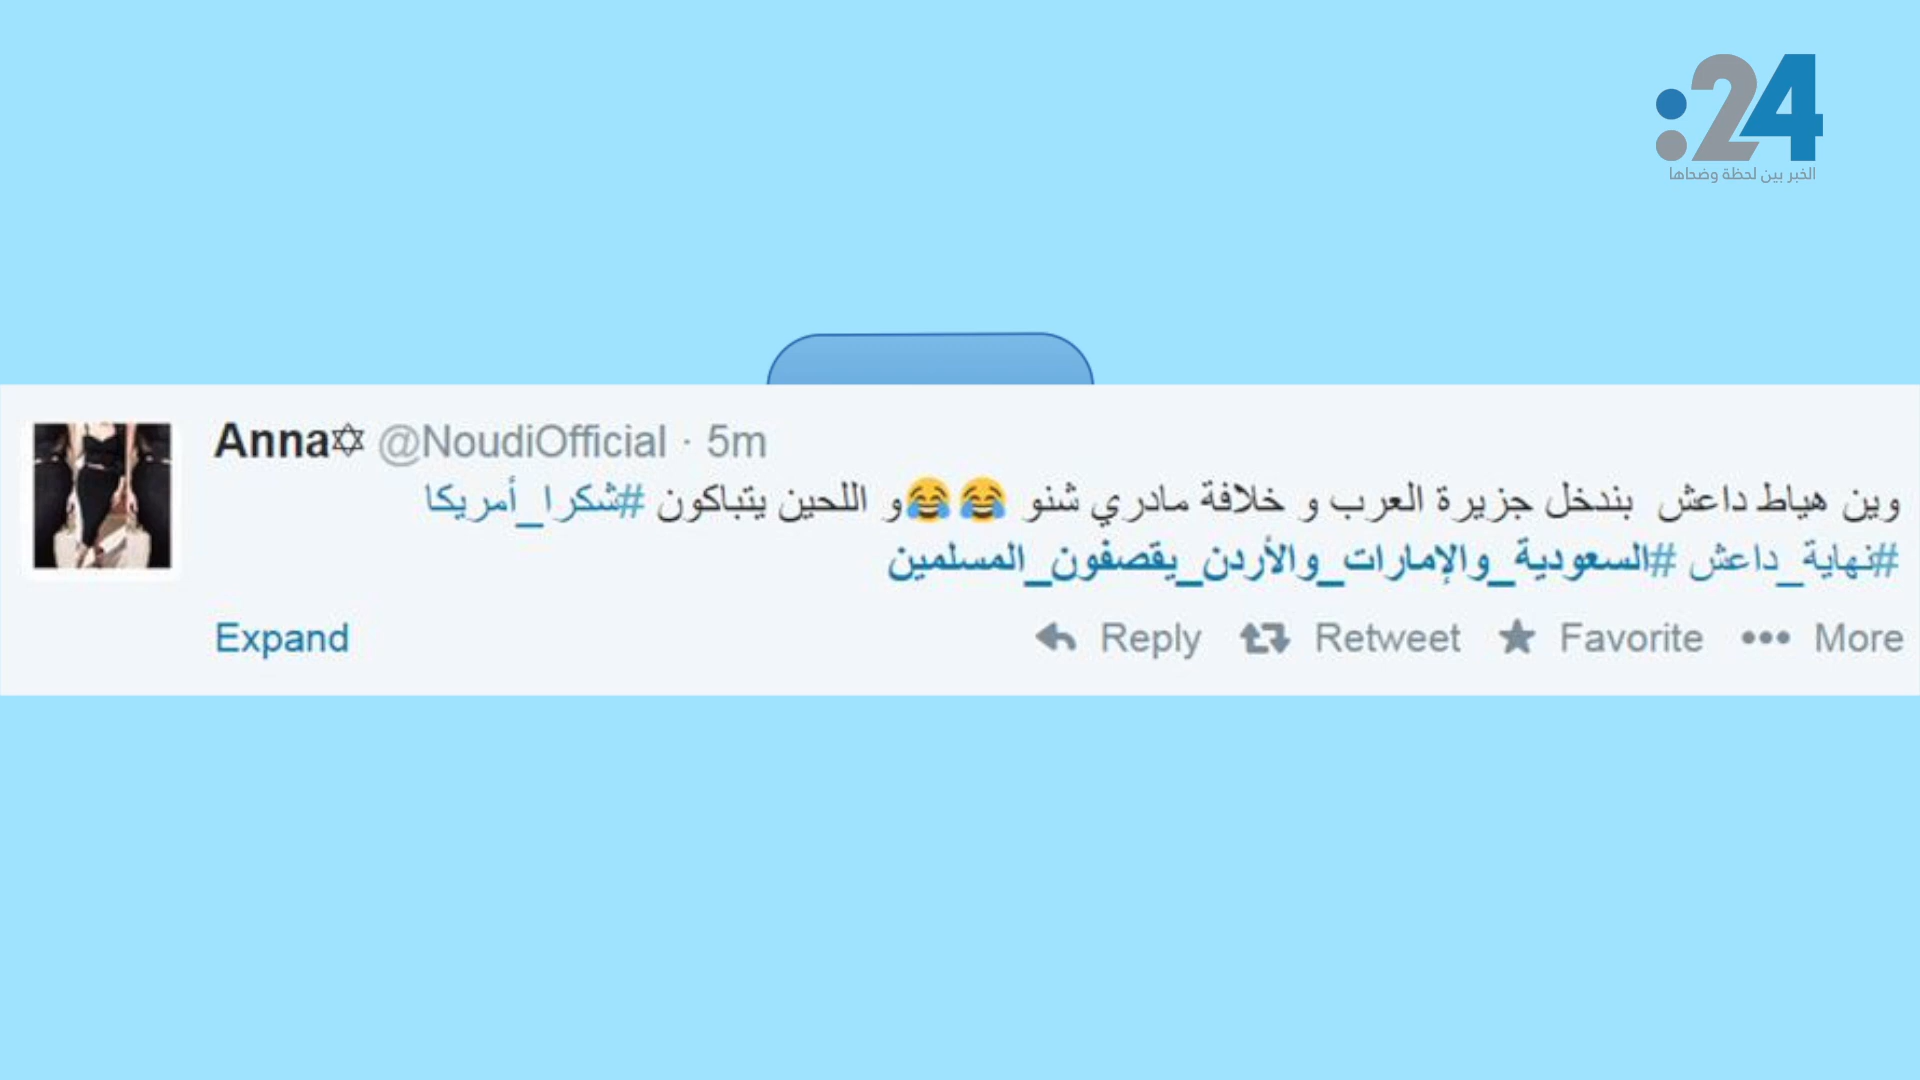 :24
الخبر بين لحظة وضحاها
Anna✡ @NoudiOfficial · 5m
وين هياط داعش بندخل جزيرة العرب و خلافة مادري شنو 😂😂و اللحين يتباكون #شكرا_أمريكا
#نهاية_داعش #السعودية_والإمارات_والأردن_يقصفون_المسلمين
Expand Reply Retweet Favorite More